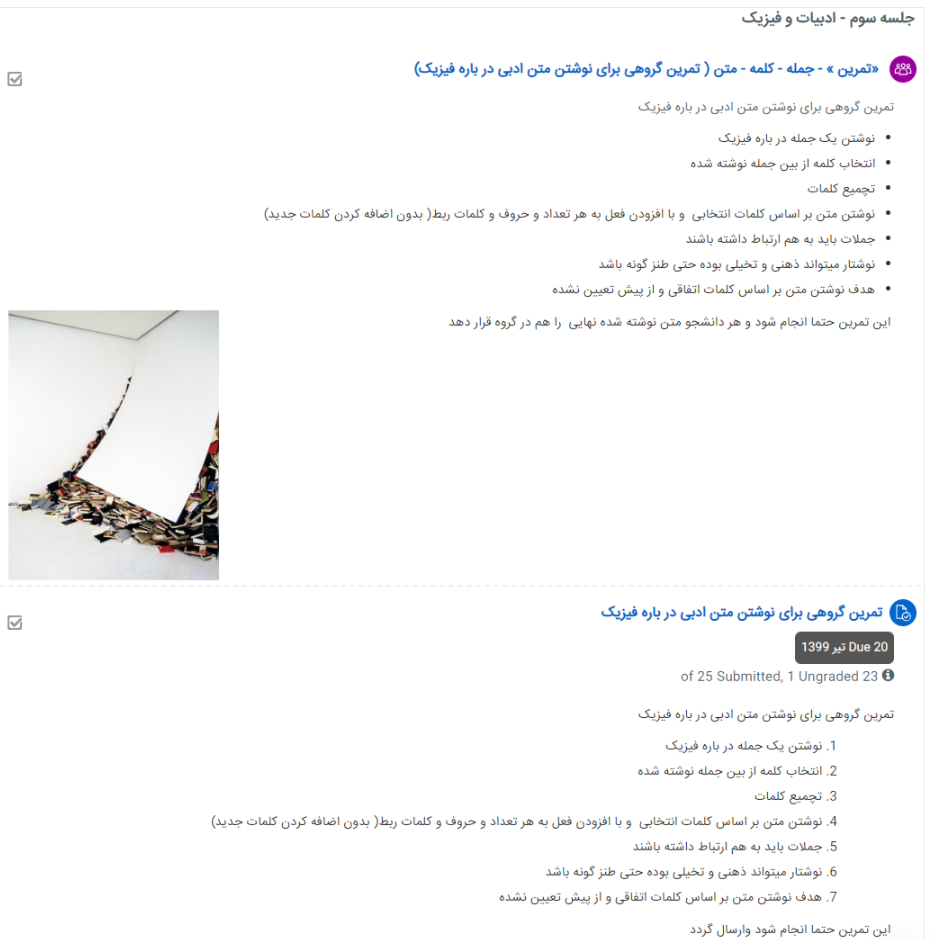 جلسه سوم - ادبیات و فیزیک
«تمرین » - جمله - کلمه - متن ( تمرین گروهی برای نوشتن متن ادبی در باره فیزیک)
تمرین گروهی برای نوشتن متن ادبی در باره فیزیک
• نوشتن یک جمله در باره فیزیک
• انتخاب کلمه از بین جمله نوشته شده
• تجمیع کلمات
• نوشتن متن بر اساس کلمات انتخابی و با افزودن فعل به هر تعداد و حروف و کلمات ربط( بدون اضافه کردن کلمات جدید)
• جملات باید به هم ارتباط داشته باشند
• نوشتار میتواند ذهنی و تخیلی بوده حتی طنز گونه باشد
• هدف نوشتن متن بر اساس کلمات اتفاقی و از پیش تعیین نشده
این تمرین حتما انجام شود و هر دانشجو متن نوشته شده نهایی را هم در گروه قرار دهد
تمرین گروهی برای نوشتن متن ادبی در باره فیزیک
Due 20 تیر 1399
23 of 25 Submitted, 1 Ungraded
تمرین گروهی برای نوشتن متن ادبی در باره فیزیک
1. نوشتن یک جمله در باره فیزیک
2. انتخاب کلمه از بین جمله نوشته شده
3. تجمیع کلمات
4. نوشتن متن بر اساس کلمات انتخابی و با افزودن فعل به هر تعداد و حروف و کلمات ربط( بدون اضافه کردن کلمات جدید)
5. جملات باید به هم ارتباط داشته باشند
6. نوشتار میتواند ذهنی و تخیلی بوده حتی طنز گونه باشد
7. هدف نوشتن متن بر اساس کلمات اتفاقی و از پیش تعیین نشده
این تمرین حتما انجام شود وارسال گردد